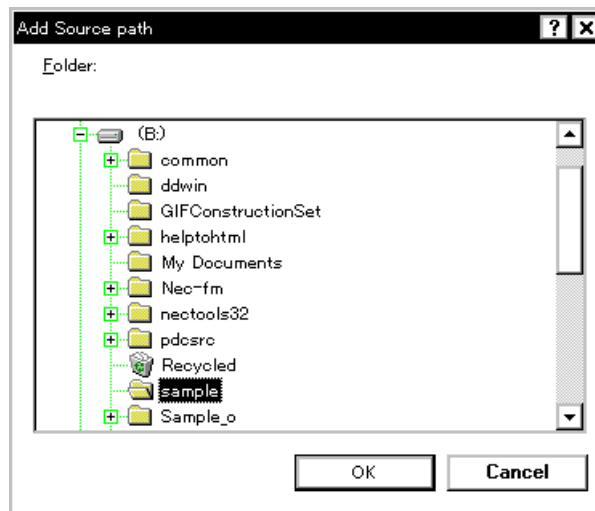 Add Source path
Folder:
(B:)
common
ddwin
GIFConstructionSet
helptohtml
My Documents
Nec-fm
nectools32
pdcsrc
Recycled
sample
Sample_o
OK
Cancel